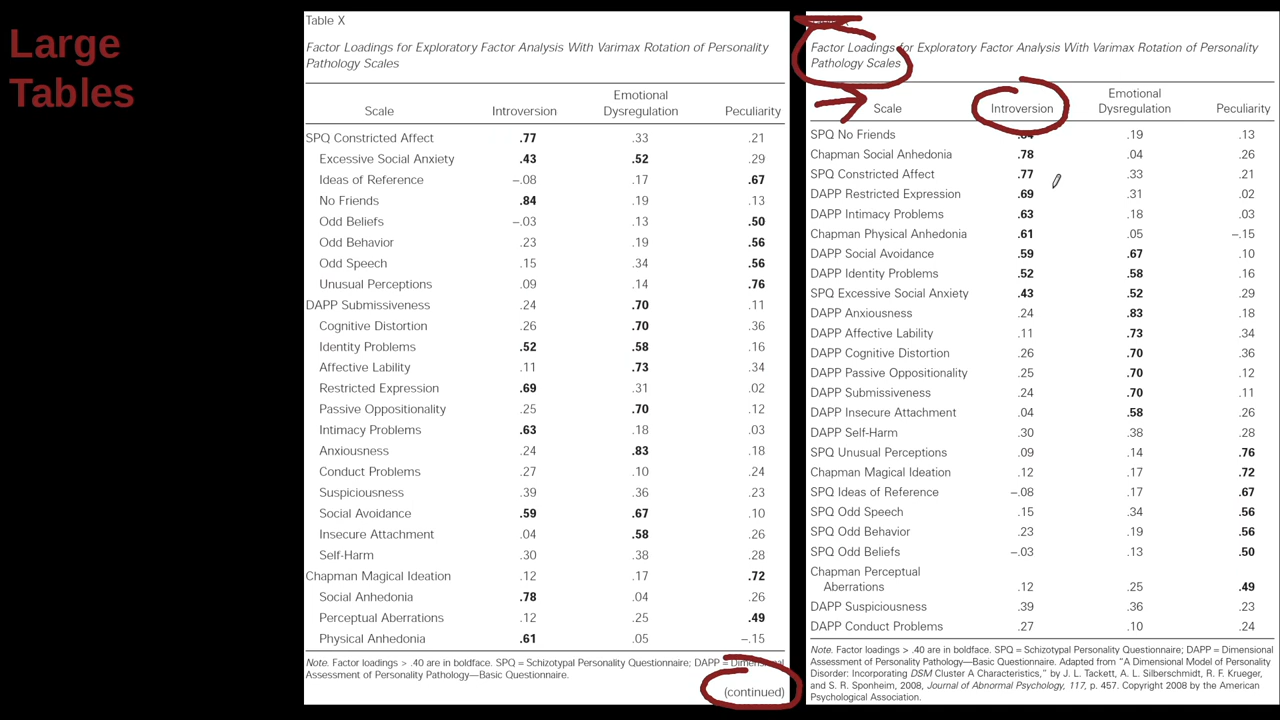 Large
Tables
Table X
Factor Loadings for Exploratory Factor Analysis With Varimax Rotation of Personality
Pathology Scales
Emotional
Scale Introversion Dysregulation Peculiarity
SPQ Constricted Affect .77 .33 .21
Excessive Social Anxiety .43 .52 .29
Ideas of Reference –.08 .17 .67
No Friends .84 .19 .13
Odd Beliefs –.03 .13 .50
Odd Behavior .23 .19 .56
Odd Speech .15 .34 .56
Unusual Perceptions .09 .14 .76
DAPP Submissiveness .24 .70 .11
Cognitive Distortion .26 .70 .36
Identity Problems .52 .58 .16
Affective Lability .11 .73 .34
Restricted Expression .69 .31 .02
Passive Oppositionality .25 .70 .12
Intimacy Problems .63 .18 .03
Anxiousness .24 .83 .18
Conduct Problems .27 .10 .24
Suspiciousness .39 .36 .23
Social Avoidance .59 .67 .10
Insecure Attachment .04 .58 .26
Self-Harm .30 .38 .28
Chapman Magical Ideation .12 .17 .72
Social Anhedonia .78 .04 .26
Perceptual Aberrations .12 .25 .49
Physical Anhedonia .61 .05 –.15
Note. Factor loadings > .40 are in boldface. SPQ = Schizotypal Personality Questionnaire; DAPP = Dimensional
Assessment of Personality Pathology—Basic Questionnaire.
(continued)
Factor Loadings for Exploratory Factor Analysis With Varimax Rotation of Personality
Pathology Scales
Emotional
Scale Introversion Dysregulation Peculiarity
SPQ No Friends .19 .13
Chapman Social Anhedonia .78 .04 .26
SPQ Constricted Affect .77 .33 .21
DAPP Restricted Expression .69 .31 .02
DAPP Intimacy Problems .63 .18 .03
Chapman Physical Anhedonia .61 .05 –.15
DAPP Social Avoidance .59 .67 .10
DAPP Identity Problems .52 .58 .16
SPQ Excessive Social Anxiety .43 .52 .29
DAPP Anxiousness .24 .83 .18
DAPP Affective Lability .11 .73 .34
DAPP Cognitive Distortion .26 .70 .36
DAPP Passive Oppositionality .25 .70 .12
DAPP Submissiveness .24 .70 .11
DAPP Insecure Attachment .04 .58 .26
DAPP Self-Harm .30 .38 .28
SPQ Unusual Perceptions .09 .14 .76
Chapman Magical Ideation .12 .17 .72
SPQ Ideas of Reference –.08 .17 .67
SPQ Odd Speech .15 .34 .56
SPQ Odd Behavior .23 .19 .56
SPQ Odd Beliefs –.03 .13 .50
Chapman Perceptual
Aberrations .12 .25 .49
DAPP Suspiciousness .39 .36 .23
DAPP Conduct Problems .27 .10 .24
Note. Factor loadings > .40 are in boldface. SPQ = Schizotypal Personality Questionnaire; DAPP = Dimensional
Assessment of Personality Pathology—Basic Questionnaire. Adapted from “A Dimensional Model of Personality
Disorder: Incorporating DSM Cluster A Characteristics,” by J. L. Tackett, A. L. Silberschmidt, R. F. Krueger,
and S. R. Sponheim, 2008, Journal of Abnormal Psychology, 117, p. 457. Copyright 2008 by the American
Psychological Association.